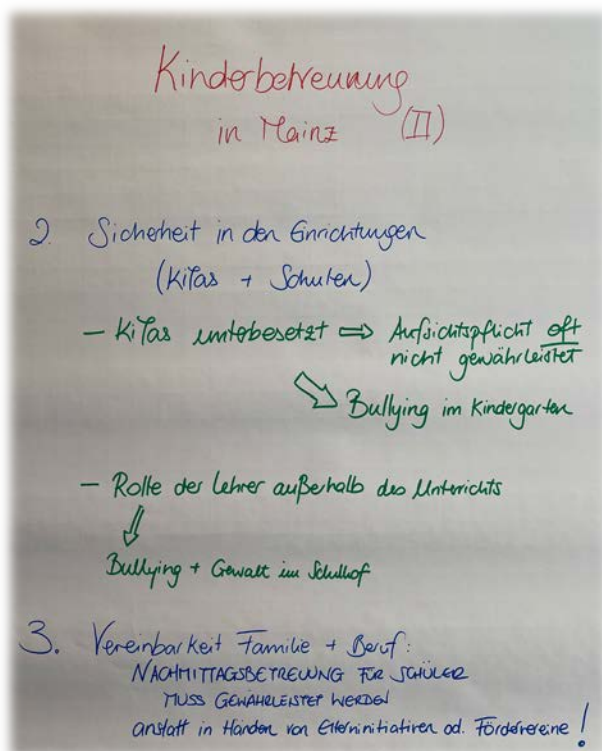 Kinderbetreuung
in Mainz (II)
2. Sicherheit in den Einrichtungen
(Kitas + Schulen)
- Kitas unterbesetzt ⇒ Aufsichtspflicht oft
nicht gewährleistet
⇘ Bullying im Kindergarten
- Rolle der Lehrer außerhalb des Unterrichts
⇓
Bullying + Gewalt im Schulhof
3. Vereinbarkeit Familie + Beruf:
NACHMITTAGSBETREUUNG FÜR SCHÜLER
MUSS GEWÄHRLEISTET WERDEN
anstatt in Händen von Elterninitiativen od. Fördervereine!